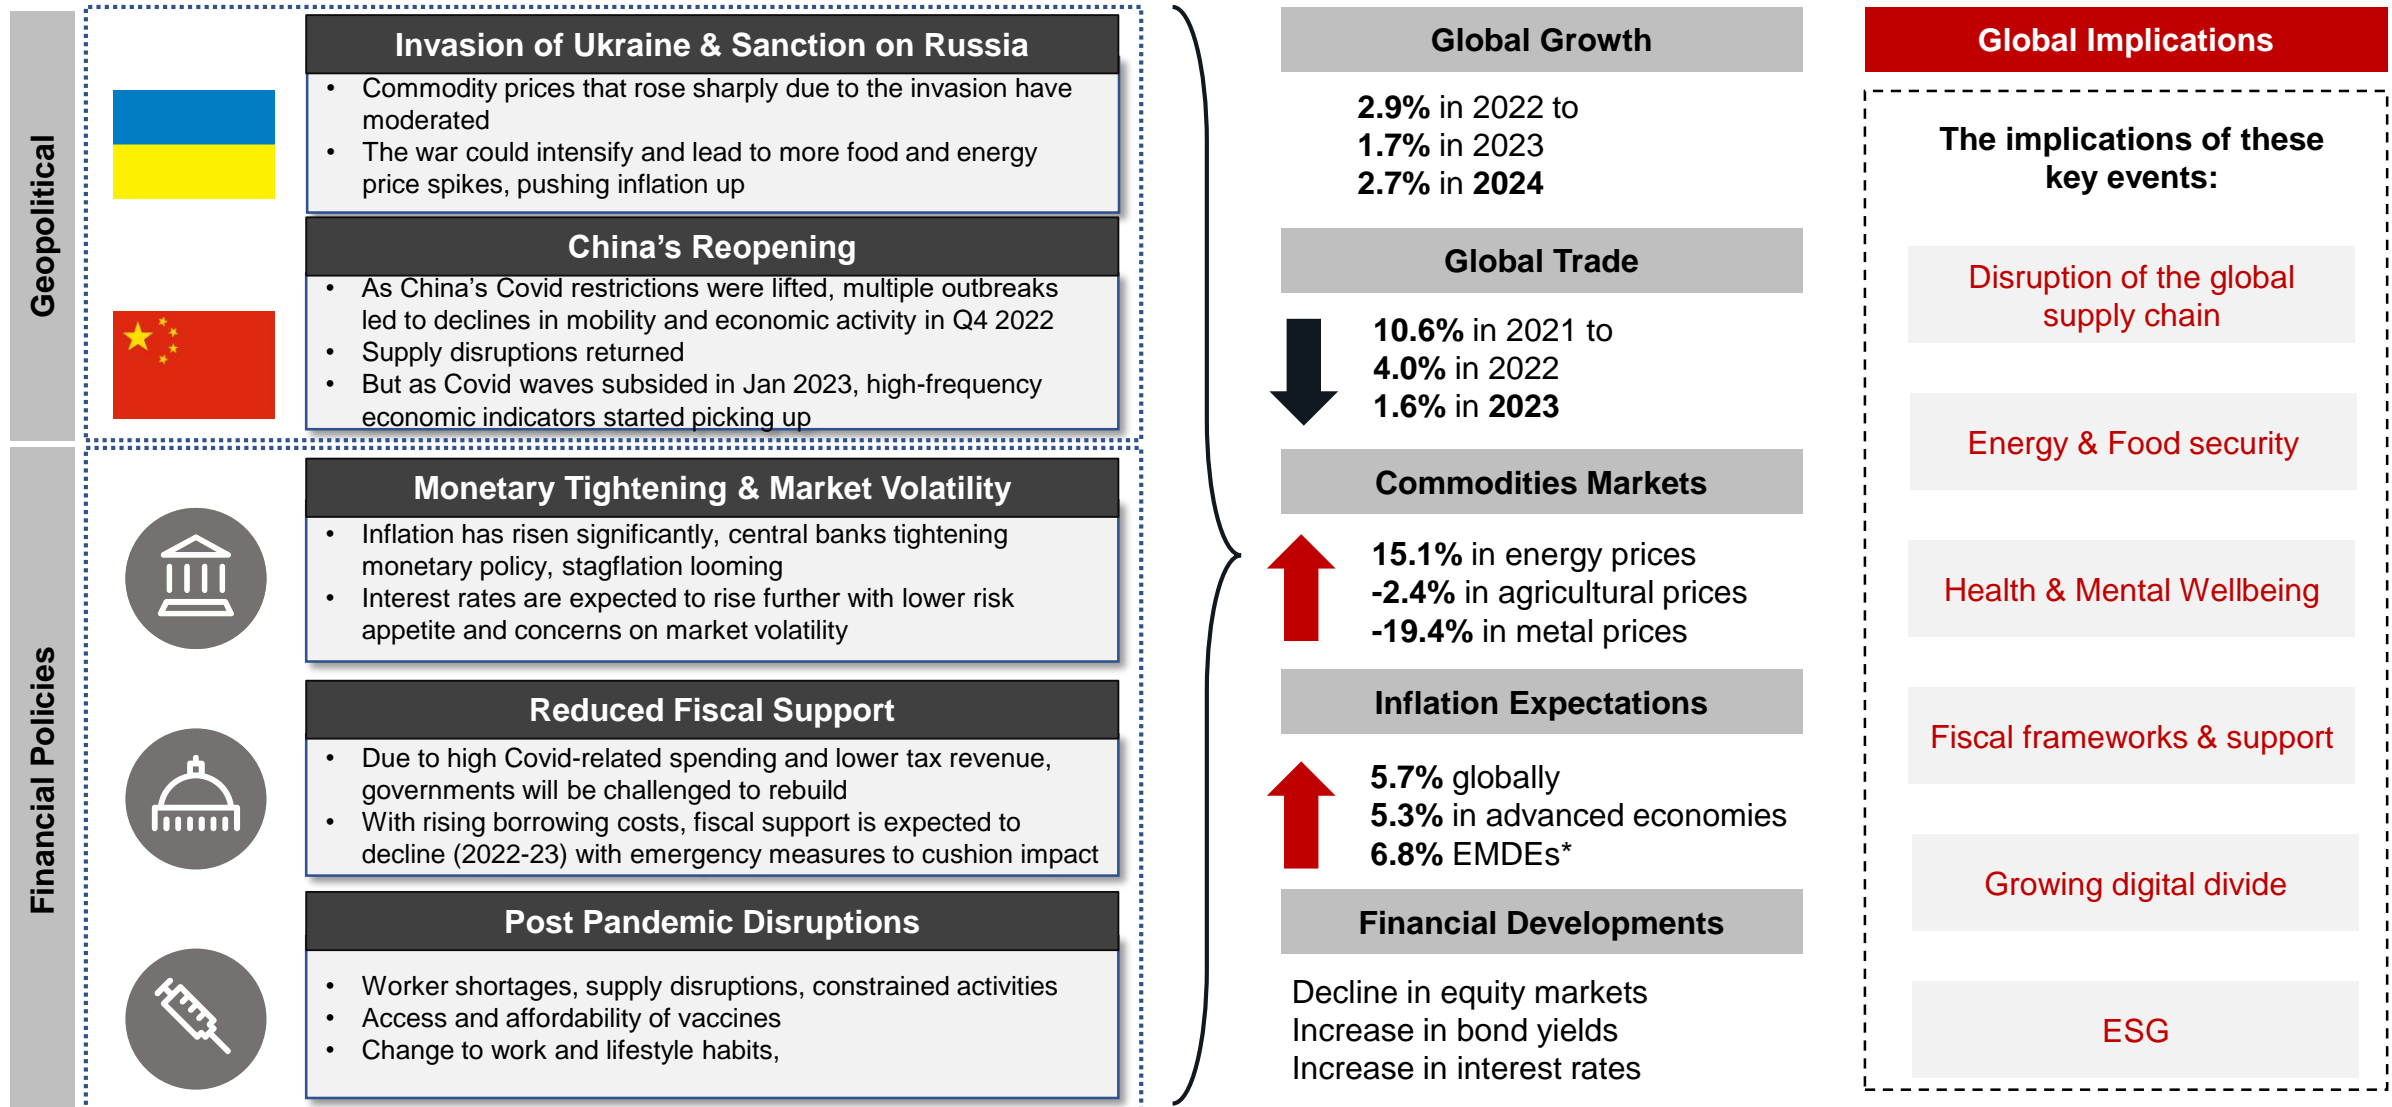 Geopolitical
Invasion of Ukraine & Sanction on Russia
• Commodity prices that rose sharply due to the invasion have
moderated
• The war could intensify and lead to more food and energy
price spikes, pushing inflation up
China’s Reopening
• As China’s Covid restrictions were lifted, multiple outbreaks
led to declines in mobility and economic activity in Q4 2022
• Supply disruptions returned
• But as Covid waves subsided in Jan 2023, high-frequency
economic indicators started picking up
Financial Policies
Monetary Tightening & Market Volatility
• Inflation has risen significantly, central banks tightening
monetary policy, stagflation looming
• Interest rates are expected to rise further with lower risk
appetite and concerns on market volatility
Reduced Fiscal Support
• Due to high Covid-related spending and lower tax revenue,
governments will be challenged to rebuild
• With rising borrowing costs, fiscal support is expected to
decline (2022-23) with emergency measures to cushion impact
Post Pandemic Disruptions
• Worker shortages, supply disruptions, constrained activities
• Access and affordability of vaccines
• Change to work and lifestyle habits,
Global Growth
2.9% in 2022 to
1.7% in 2023
2.7% in 2024
Global Trade
10.6% in 2021 to
4.0% in 2022
1.6% in 2023
Commodities Markets
15.1% in energy prices
-2.4% in agricultural prices
-19.4% in metal prices
Inflation Expectations
5.7% globally
5.3% in advanced economies
6.8% EMDEs*
Financial Developments
Decline in equity markets
Increase in bond yields
Increase in interest rates
Global Implications
The implications of these
key events:
Disruption of the global
supply chain
Energy & Food security
Health & Mental Wellbeing
Fiscal frameworks & support
Growing digital divide
ESG